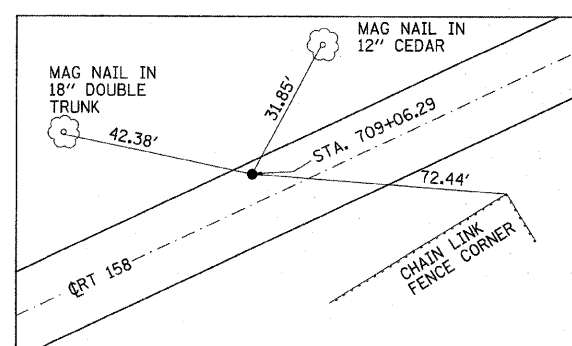 MAG NAIL IN
12" CEDAR
MAG NAIL IN
18" DOUBLE
TRUNK
31.85'
42.38'
STA. 709+06.29
72.44'
CHAIN LINK
FENCE CORNER
℄ RT 158